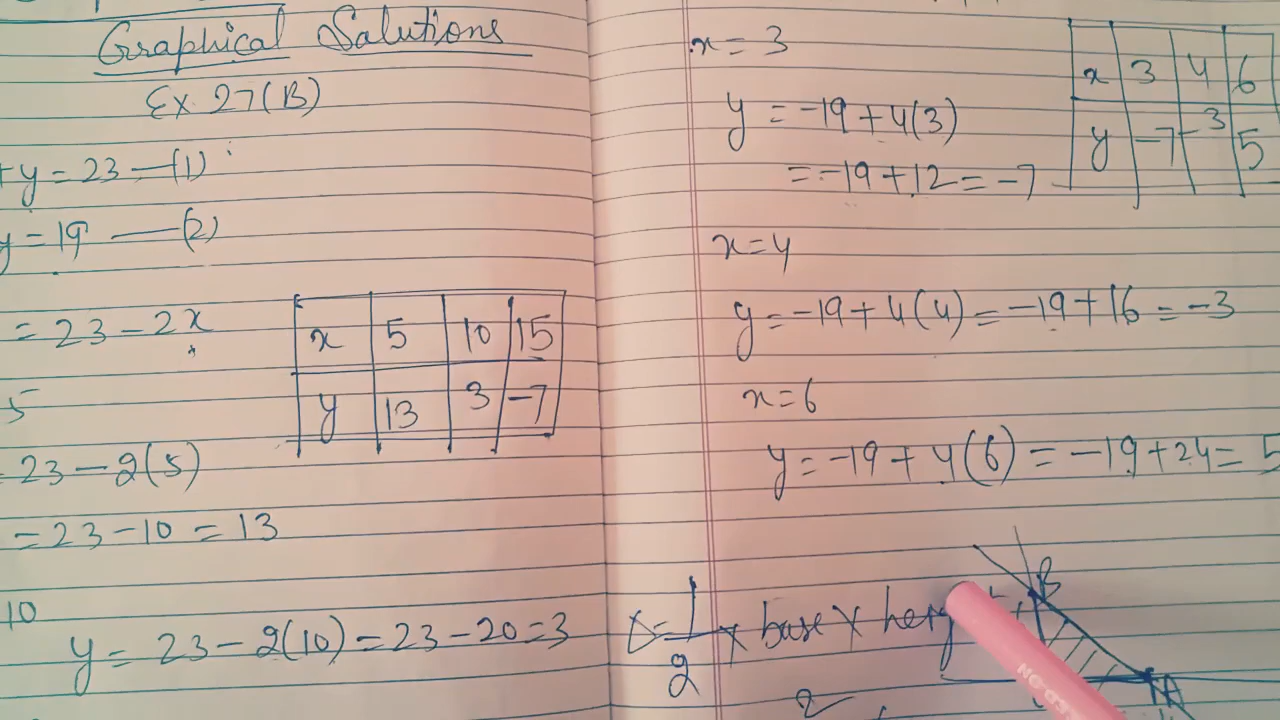 Graphical Solutions
Ex 27(B)
+y = 23 —(1)
y = 19 —(2)
= 23 - 2x
x 5 10 15
y 13 3 -7
5
23 - 2(5)
= 23 - 10 = 13
10
y = 23 - 2(10) = 23 - 20 = 3
x = 3
x 3 4 6
y -7 -3 5
y = -19 + 4(3)
= -19 + 12 = -7
x = 4
y = -19 + 4(4) = -19 + 16 = -3
x = 6
y = -19 + 4(6) = -19 + 24 = 5
B
Δ = 1/2 × base ×
A
2